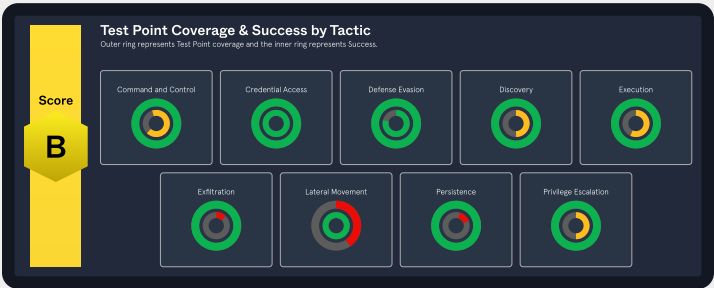 Test Point Coverage & Success by Tactic
Outer ring represents Test Point coverage and the inner ring represents Success.
Score
B
Command and Control
Credential Access
Defense Evasion
Discovery
Execution
Exfiltration
Lateral Movement
Persistence
Privilege Escalation